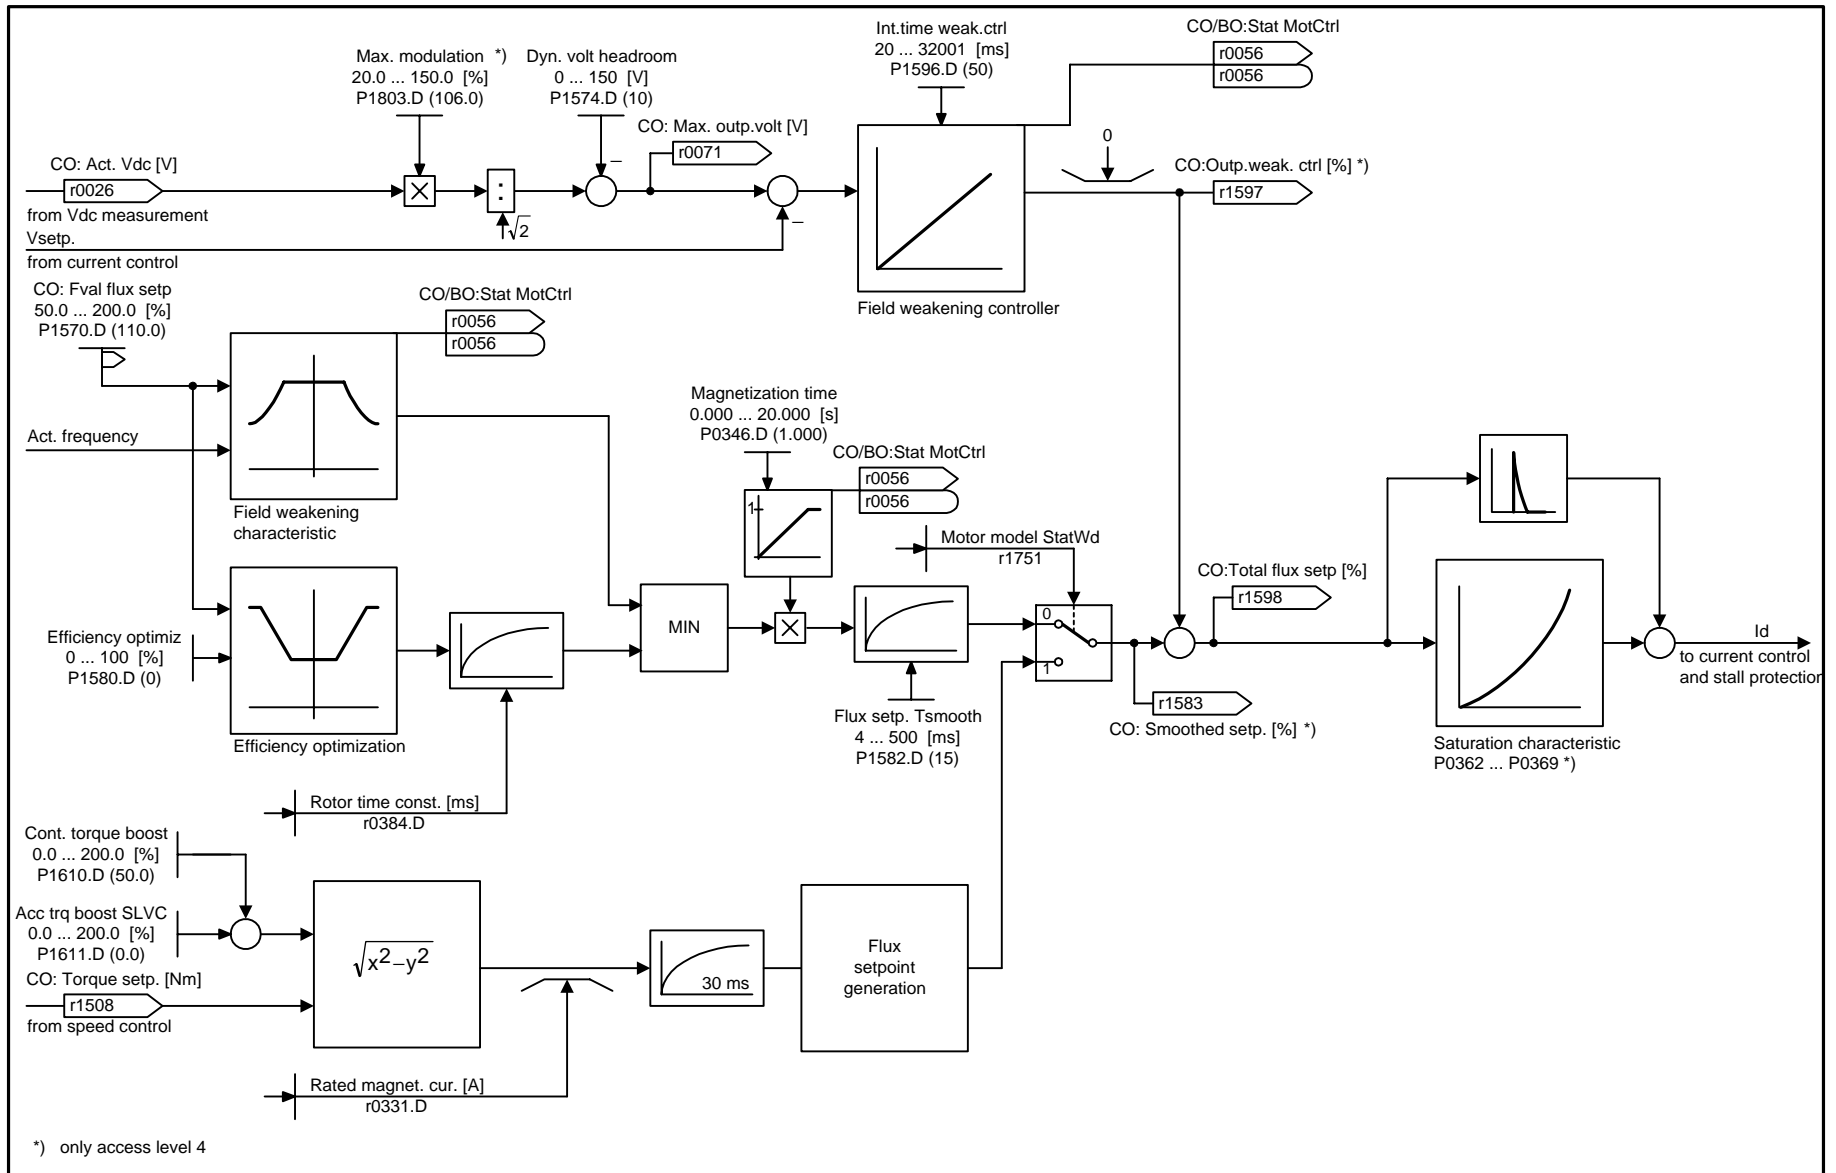 Max. modulation *)
20.0 ... 150.0 [%]
P1803.D (106.0)
Dyn. volt headroom
0 ... 150 [V]
P1574.D (10)
Int.time weak.ctrl
20 ... 32001 [ms]
P1596.D (50)
CO/BO:Stat MotCtrl
r0056
r0056
CO: Max. outp.volt [V]
r0071
0
CO: Act. Vdc [V]
r0026
from Vdc measurement
×
:
√2
–
–
CO:Outp.weak. ctrl [%] *)
r1597
Vsetp.
from current control
Field weakening controller
CO: Fval flux setp
50.0 ... 200.0 [%]
P1570.D (110.0)
CO/BO:Stat MotCtrl
r0056
r0056
Act. frequency
Field weakening
characteristic
Magnetization time
0.000 ... 20.000 [s]
P0346.D (1.000)
CO/BO:Stat MotCtrl
r0056
r0056
1
Motor model StatWd
r1751
CO:Total flux setp [%]
r1598
Efficiency optimiz
0 ... 100 [%]
P1580.D (0)
Efficiency optimization
MIN
×
0
1
Id
to current control
and stall protection
Flux setp. Tsmooth
4 ... 500 [ms]
P1582.D (15)
r1583
CO: Smoothed setp. [%] *)
Saturation characteristic
P0362 ... P0369 *)
Rotor time const. [ms]
r0384.D
Cont. torque boost
0.0 ... 200.0 [%]
P1610.D (50.0)
Acc trq boost SLVC
0.0 ... 200.0 [%]
P1611.D (0.0)
CO: Torque setp. [Nm]
r1508
from speed control
√x²–y²
30 ms
Flux
setpoint
generation
Rated magnet. cur. [A]
r0331.D
*) only access level 4